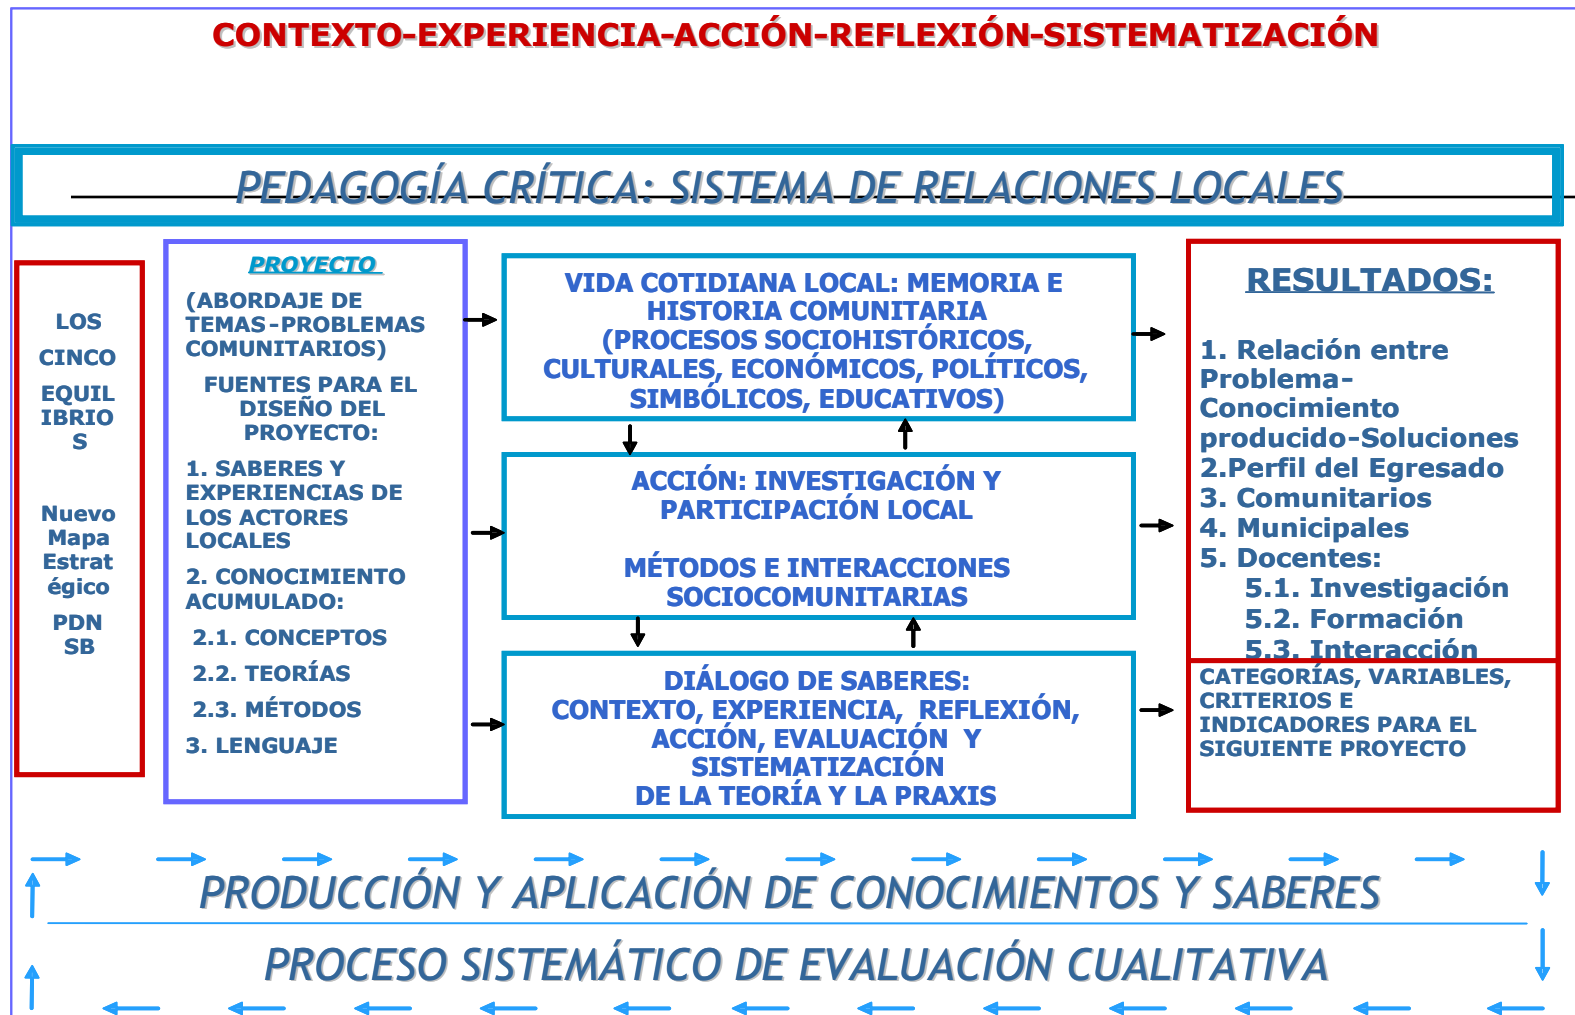 CONTEXTO-EXPERIENCIA-ACCIÓN-REFLEXIÓN-SISTEMATIZACIÓN
PEDAGOGÍA CRÍTICA: SISTEMA DE RELACIONES LOCALES
LOS
CINCO
EQUIL
IBRIO
S
Nuevo
Mapa
Estrat
égico
PDN
SB
PROYECTO
(ABORDAJE DE
TEMAS-PROBLEMAS
COMUNITARIOS)
FUENTES PARA EL
DISEÑO DEL
PROYECTO:
1. SABERES Y
EXPERIENCIAS DE
LOS ACTORES
LOCALES
2. CONOCIMIENTO
ACUMULADO:
2.1. CONCEPTOS
2.2. TEORÍAS
2.3. MÉTODOS
3. LENGUAJE
VIDA COTIDIANA LOCAL: MEMORIA E
HISTORIA COMUNITARIA
(PROCESOS SOCIOHISTÓRICOS,
CULTURALES, ECONÓMICOS, POLÍTICOS,
SIMBÓLICOS, EDUCATIVOS)
ACCIÓN: INVESTIGACIÓN Y
PARTICIPACIÓN LOCAL
MÉTODOS E INTERACCIONES
SOCIOCOMUNITARIAS
DIÁLOGO DE SABERES:
CONTEXTO, EXPERIENCIA, REFLEXIÓN,
ACCIÓN, EVALUACIÓN Y
SISTEMATIZACIÓN
DE LA TEORÍA Y LA PRAXIS
RESULTADOS:
1. Relación entre
Problema-
Conocimiento
producido-Soluciones
2.Perfil del Egresado
3. Comunitarios
4. Municipales
5. Docentes:
5.1. Investigación
5.2. Formación
5.3. Interacción
CATEGORÍAS, VARIABLES,
CRITERIOS E
INDICADORES PARA EL
SIGUIENTE PROYECTO
PRODUCCIÓN Y APLICACIÓN DE CONOCIMIENTOS Y SABERES
PROCESO SISTEMÁTICO DE EVALUACIÓN CUALITATIVA